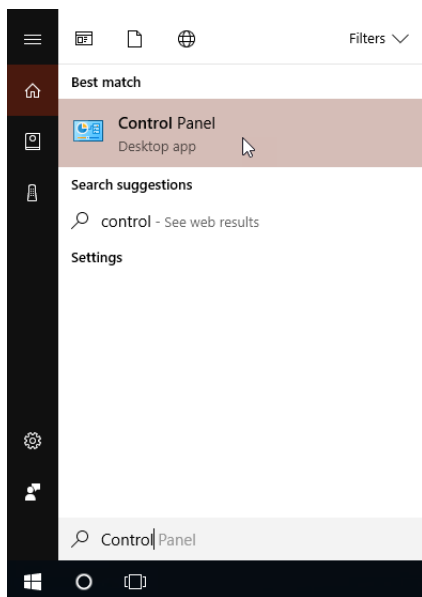 Filters
Best match
Control Panel
Desktop app
Search suggestions
control - See web results
Settings
Control Panel